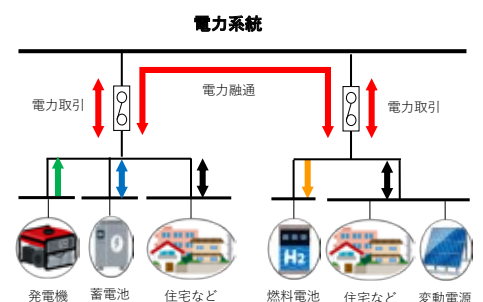 電力系統
電力融通
電力取引
電力取引
H2
発電機
蓄電池
住宅など
燃料電池
住宅など
変動電源